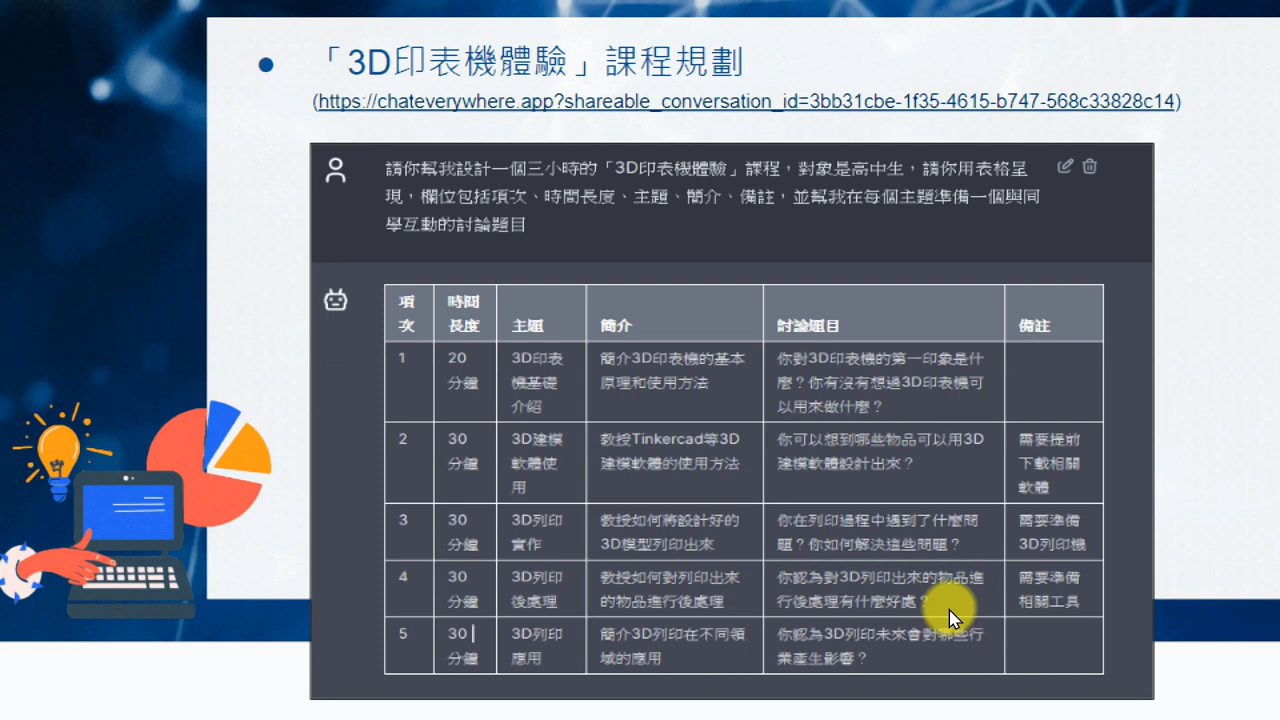 「3D印表機體驗」課程規劃
(https://chateverywhere.app?shareable_conversation_id=3bb31cbe-1f35-4615-b747-568c33828c14)
請你幫我設計一個三小時的「3D印表機體驗」課程，對象是高中生，請你用表格呈
現，欄位包括項次、時間長度、主題、簡介、備註，並幫我在每個主題準備一個與同
學互動的討論題目
項
次
時間
長度
主題
簡介
討論題目
備註
1
20
分鐘
3D印表
機基礎
介紹
簡介3D印表機的基本
原理和使用方法
你對3D印表機的第一印象是什
麼？你有沒有想過3D印表機可
以用來做什麼？
2
30
分鐘
3D建模
軟體使
用
教授Tinkercad等3D
建模軟體的使用方法
你可以想到哪些物品可以用3D
建模軟體設計出來？
需要提前
下載相關
軟體
3
30
分鐘
3D列印
實作
教授如何將設計好的
3D模型列印出來
你在列印過程中遇到了什麼問
題？你如何解決這些問題？
需要準備
3D列印機
4
30
分鐘
3D列印
後處理
教授如何對列印出來
的物品進行後處理
你認為對3D列印出來的物品進
行後處理有什麼好處？
需要準備
相關工具
5
30
分鐘
3D列印
應用
簡介3D列印在不同領
域的應用
你認為3D列印未來會對哪些行
業產生影響？